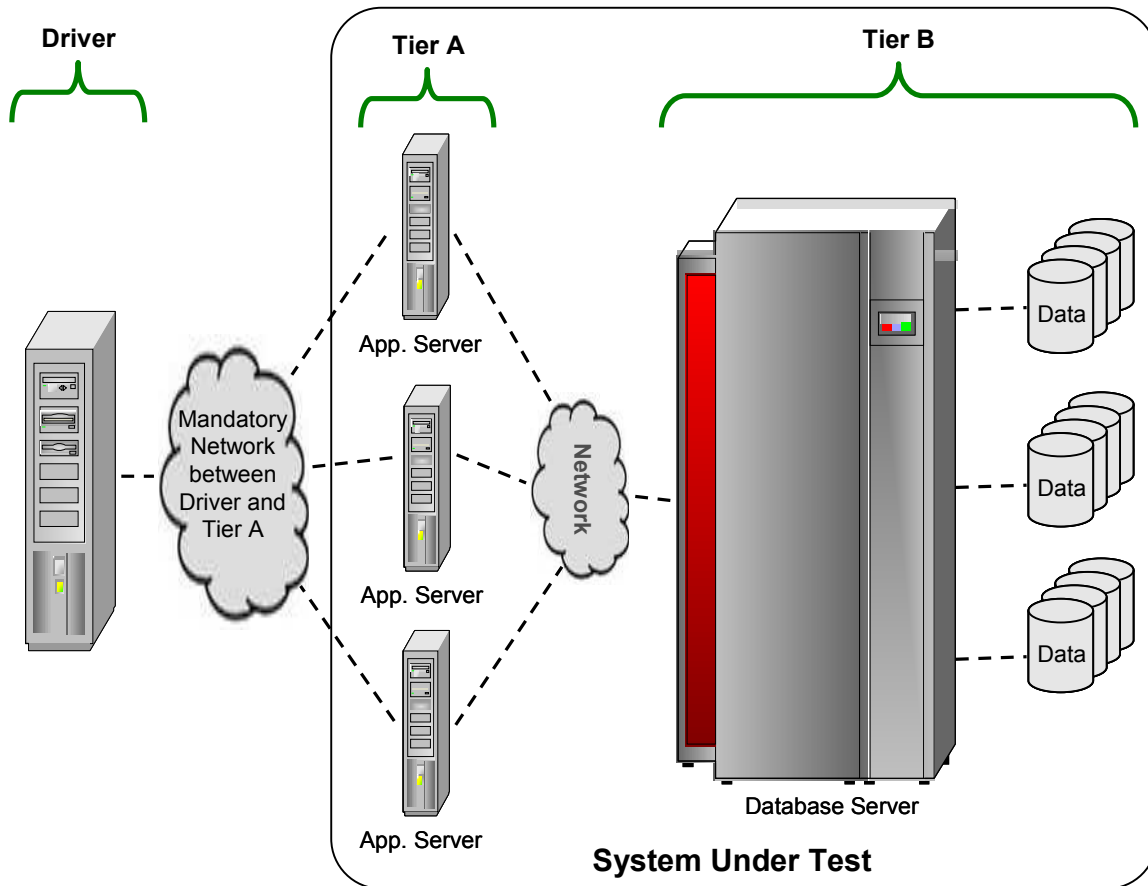 Driver
Tier A
Tier B
App. Server
Data
Mandatory
Network
between
Driver and
Tier A
App. Server
Network
Data
App. Server
Data
Database Server
System Under Test